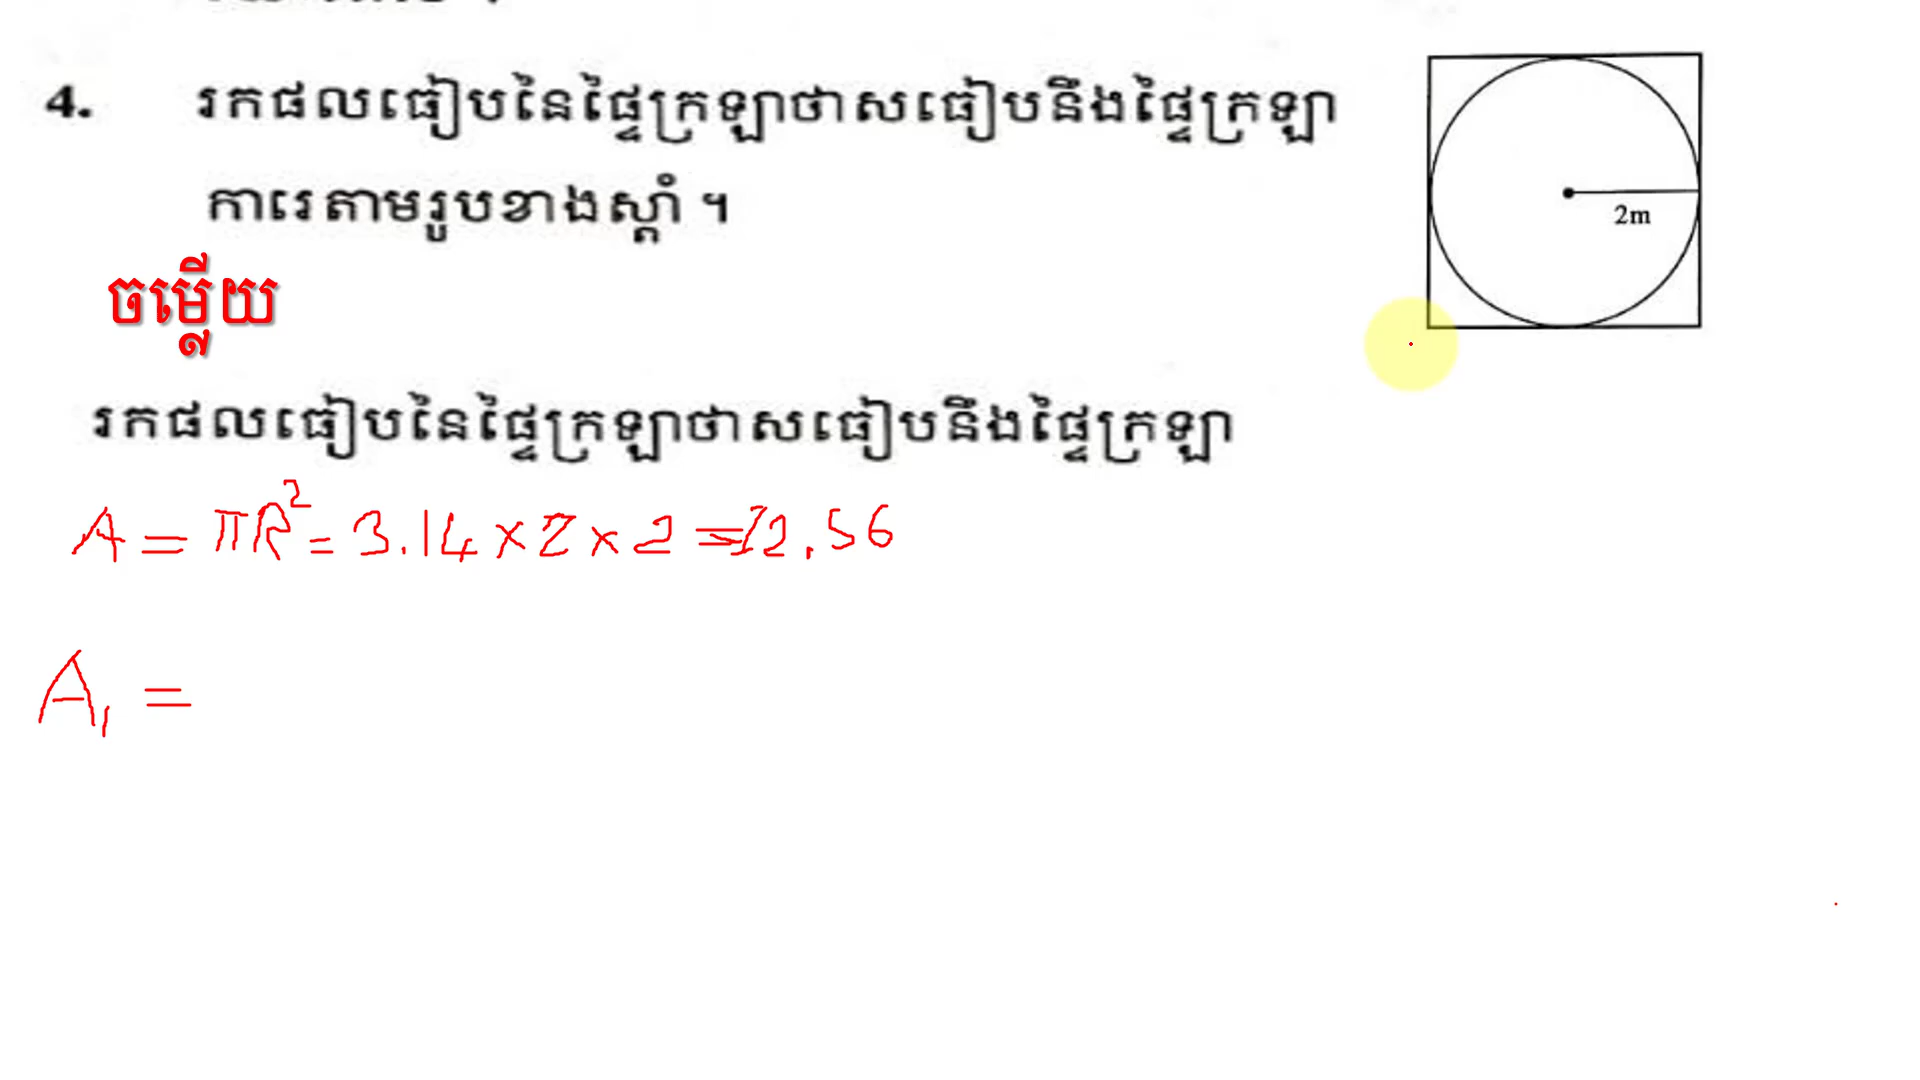 4. រកផលធៀបនៃផ្ទៃក្រឡាថាសធៀបនឹងផ្ទៃក្រឡា
ការេតាមរូបខាងស្ដាំ ។
2m
ចម្លើយ
រកផលធៀបនៃផ្ទៃក្រឡាថាសធៀបនឹងផ្ទៃក្រឡា
A = πR² = 3.14 × 2 × 2 = 12.56
A₁ =